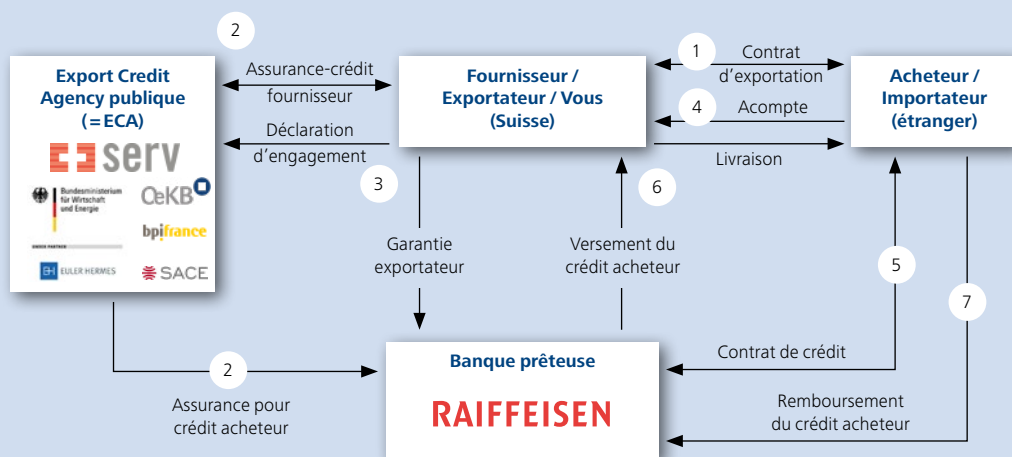 2
Export Credit
Agency publique
(=ECA)
serv
Bundesministerium
für Wirtschaft
und Energie
OeKB
bpifrance
UNSER PARTNER
EH EULER HERMES
SACE
Assurance-crédit
fournisseur
Déclaration
d'engagement
3
Fournisseur /
Exportateur / Vous
(Suisse)
1
Contrat
d'exportation
4
Acompte
Livraison
Acheteur /
Importateur
(étranger)
6
Garantie
exportateur
Versement du
crédit acheteur
5
7
2
Assurance pour
crédit acheteur
Banque prêteuse
RAIFFEISEN
Contrat de crédit
Remboursement
du crédit acheteur